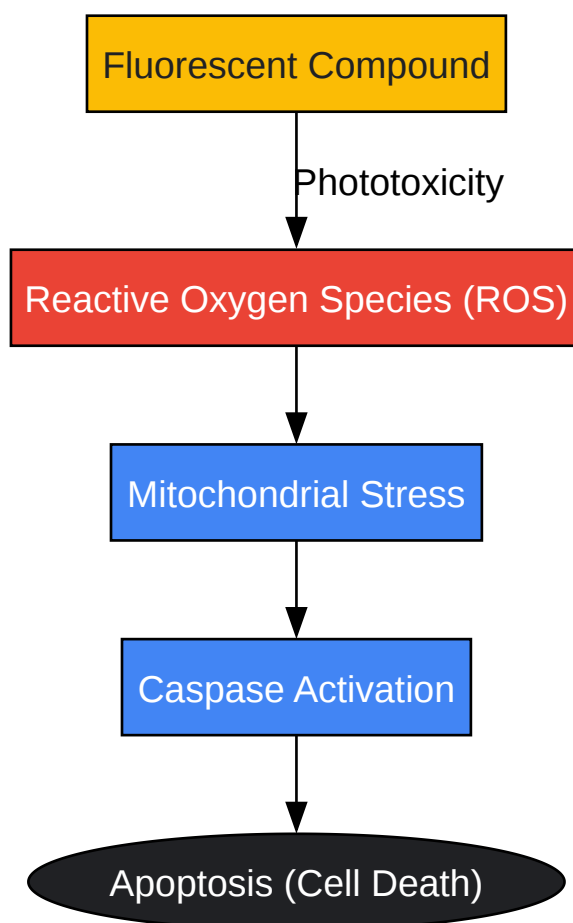 Fluorescent Compound
Phototoxicity
Reactive Oxygen Species (ROS)
Mitochondrial Stress
Caspase Activation
Apoptosis (Cell Death)